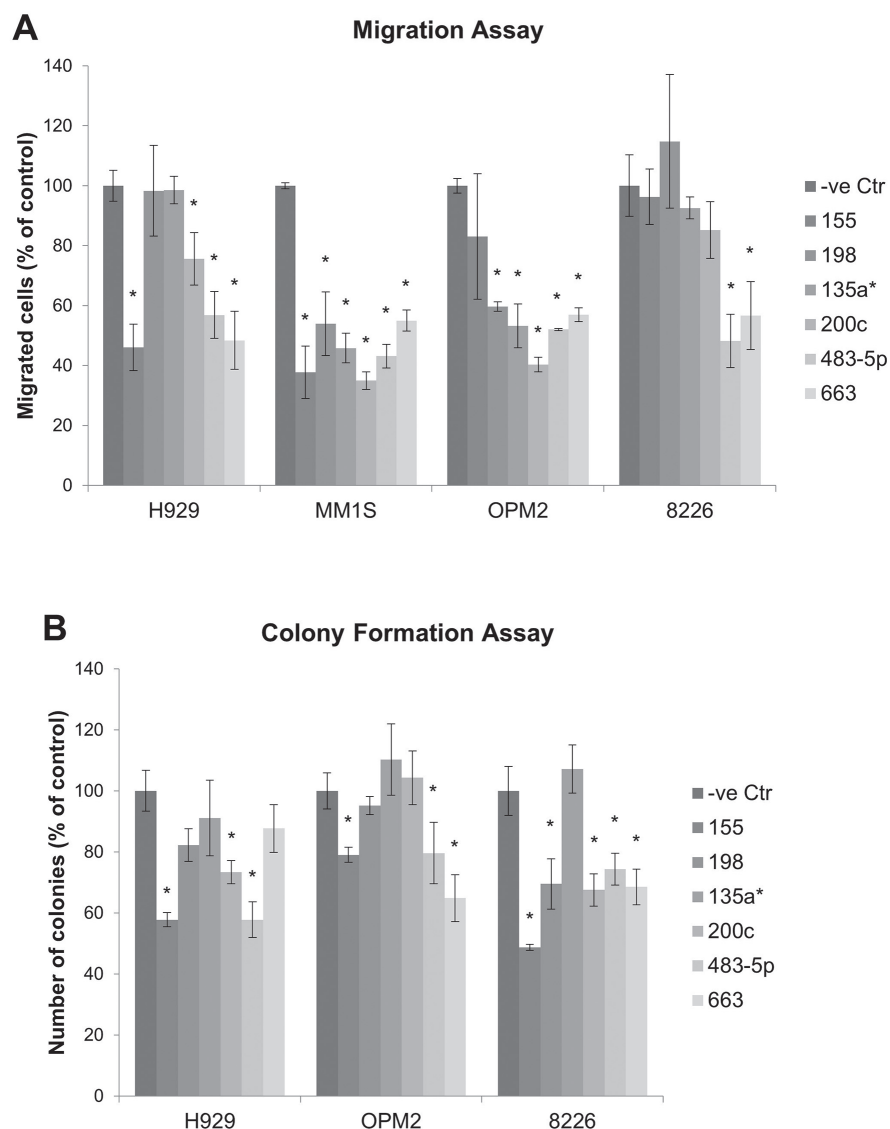 A
Migration Assay
Migrated cells (% of control)
140
120
100
80
60
40
20
0
* * * *
* * * * * *
* * * * *
* *
H929 MM1S OPM2 8226
-ve Ctr
155
198
135a*
200c
483-5p
663
B
Colony Formation Assay
Number of colonies (% of control)
140
120
100
80
60
40
20
0
* * *
* * *
* * * * *
H929 OPM2 8226
-ve Ctr
155
198
135a*
200c
483-5p
663